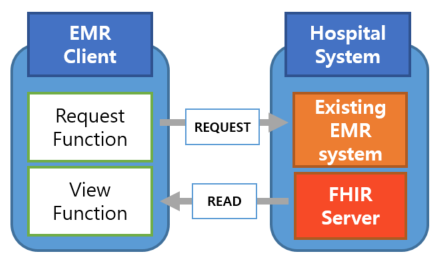 EMR
Client
Hospital
System
Request
Function
REQUEST
Existing
EMR
system
View
Function
READ
FHIR
Server